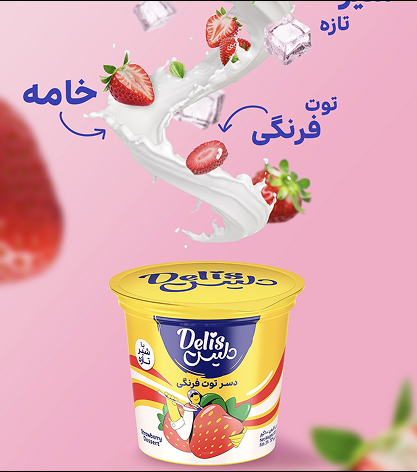 تازه
خامه
توت
فرنگی
Delis
دلیس
Delis
دلیس
با
شیر
تازه
دسر توت فرنگی
Strawberry
Dessert